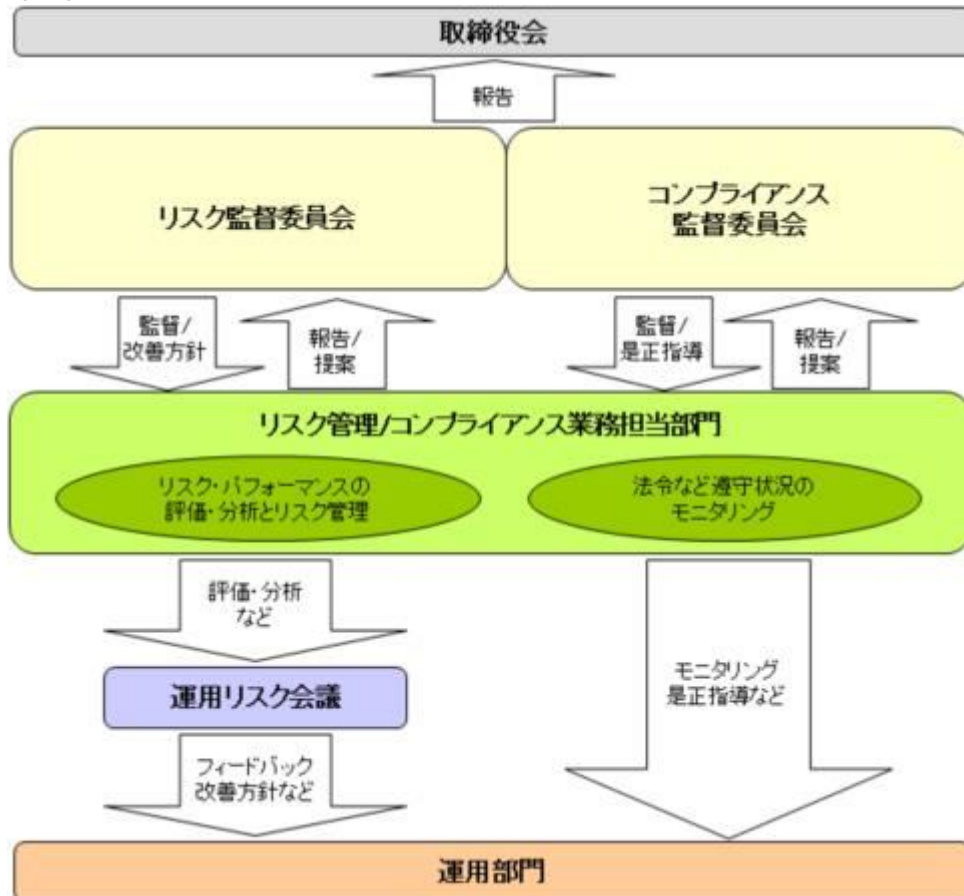 取締役会
報告
リスク監督委員会
コンプライアンス
監督委員会
監督/
改善方針
報告/
提案
監督/
是正指導
報告/
提案
リスク管理/コンプライアンス業務担当部門
リスク・パフォーマンスの
評価・分析とリスク管理
法令など遵守状況の
モニタリング
評価・分析
など
運用リスク会議
モニタリング
是正指導など
フィードバック
改善方針など
運用部門